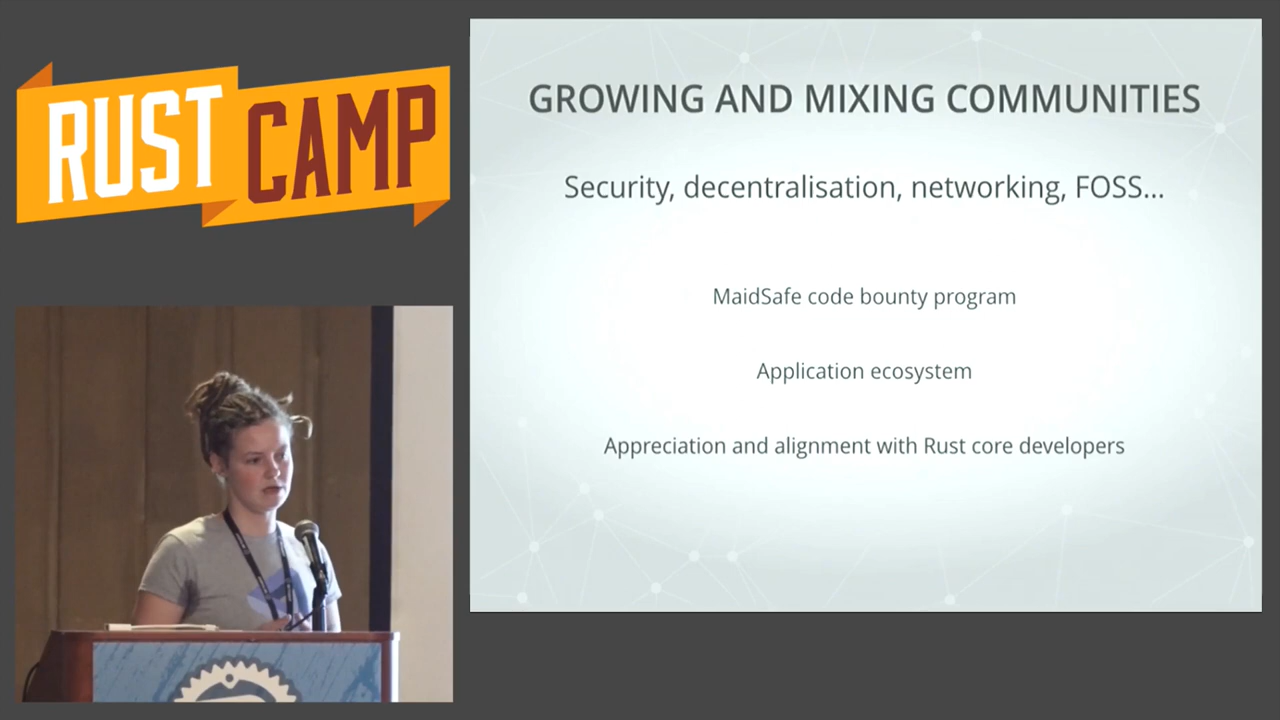 RUST CAMP
GROWING AND MIXING COMMUNITIES
Security, decentralisation, networking, FOSS...
MaidSafe code bounty program
Application ecosystem
Appreciation and alignment with Rust core developers